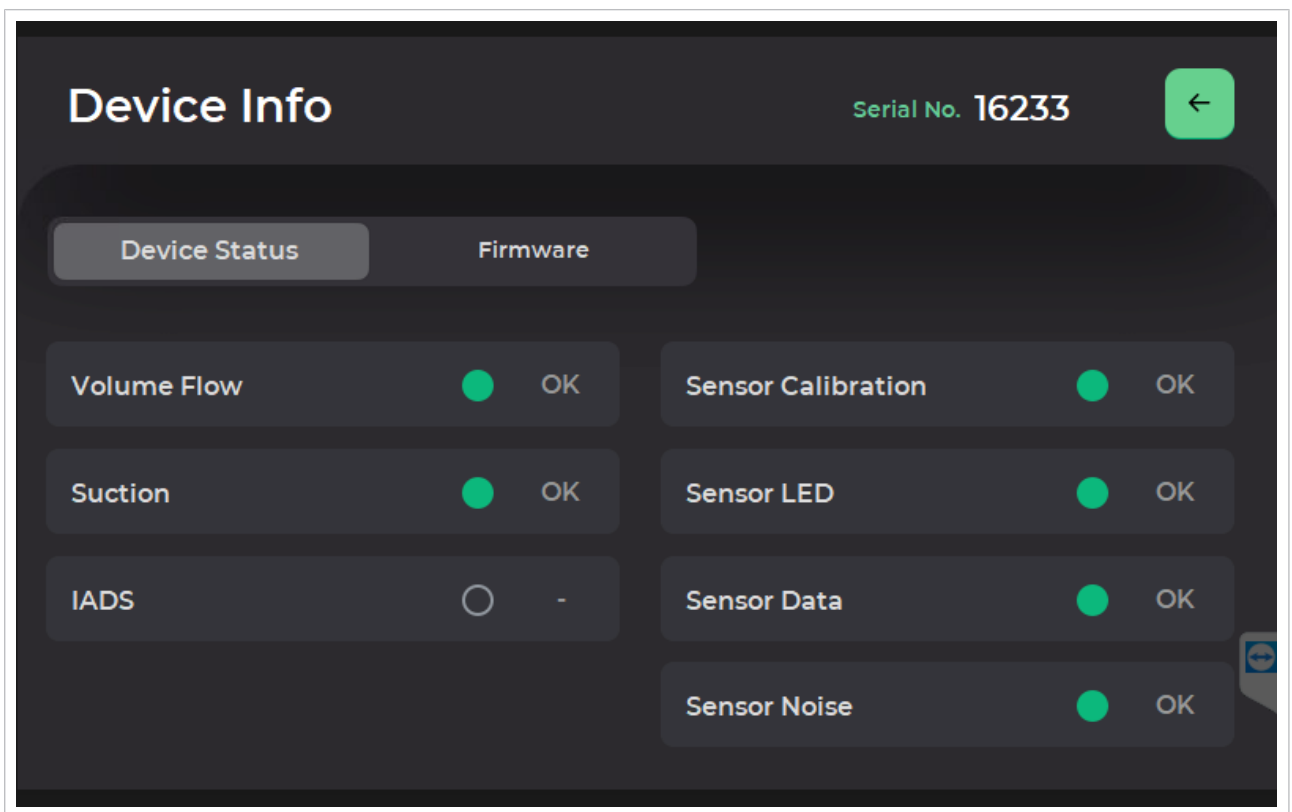 Device Info
Serial No. 16233
Device Status
Firmware
Volume Flow OK
Sensor Calibration OK
Suction OK
Sensor LED OK
IADS -
Sensor Data OK
Sensor Noise OK